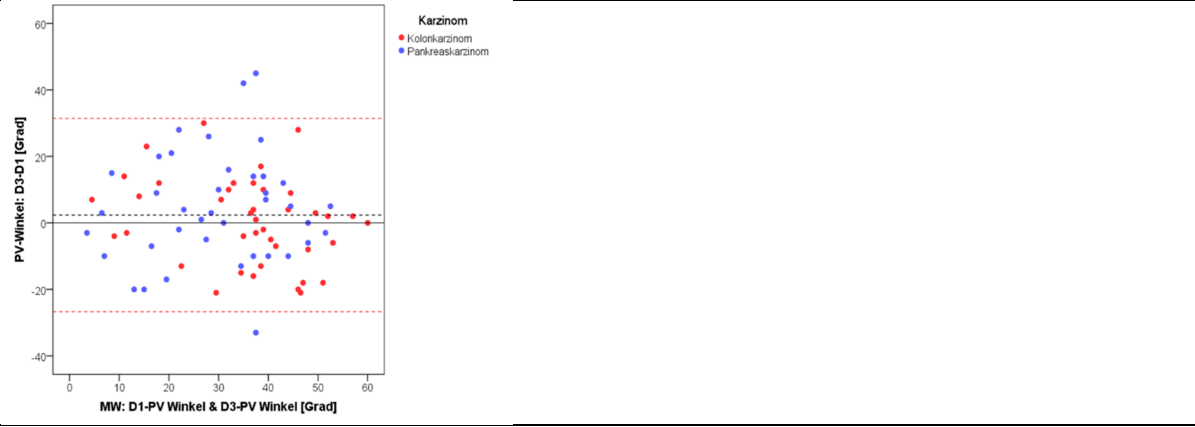 Karzinom
Kolonkarzinom
Pankreaskarzinom
PV-Winkel: D3-D1 [Grad]
60
40
20
0
-20
-40
0 10 20 30 40 50 60
MW: D1-PV Winkel & D3-PV Winkel [Grad]